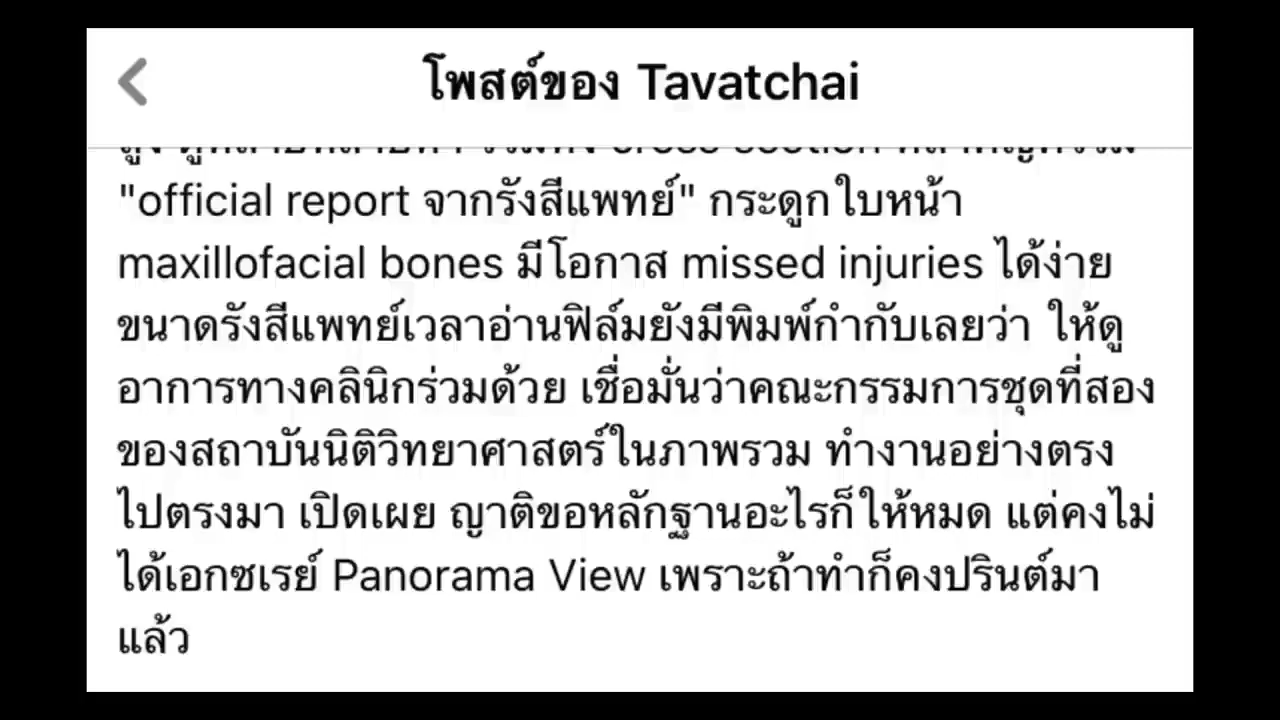 โพสต์ของ Tavatchai
"official report จากรังสีแพทย์" กระดูกใบหน้า
maxillofacial bones มีโอกาส missed injuries ได้ง่าย
ขนาดรังสีแพทย์เวลาอ่านฟิล์มยังมีพิมพ์กำกับเลยว่า ให้ดู
อาการทางคลินิกร่วมด้วย เชื่อมั่นว่าคณะกรรมการชุดที่สอง
ของสถาบันนิติวิทยาศาสตร์ในภาพรวม ทำงานอย่างตรง
ไปตรงมา เปิดเผย ญาติขอหลักฐานอะไรก็ให้หมด แต่คงไม่
ได้เอกซเรย์ Panorama View เพราะถ้าทำก็คงปรินต์มา
แล้ว